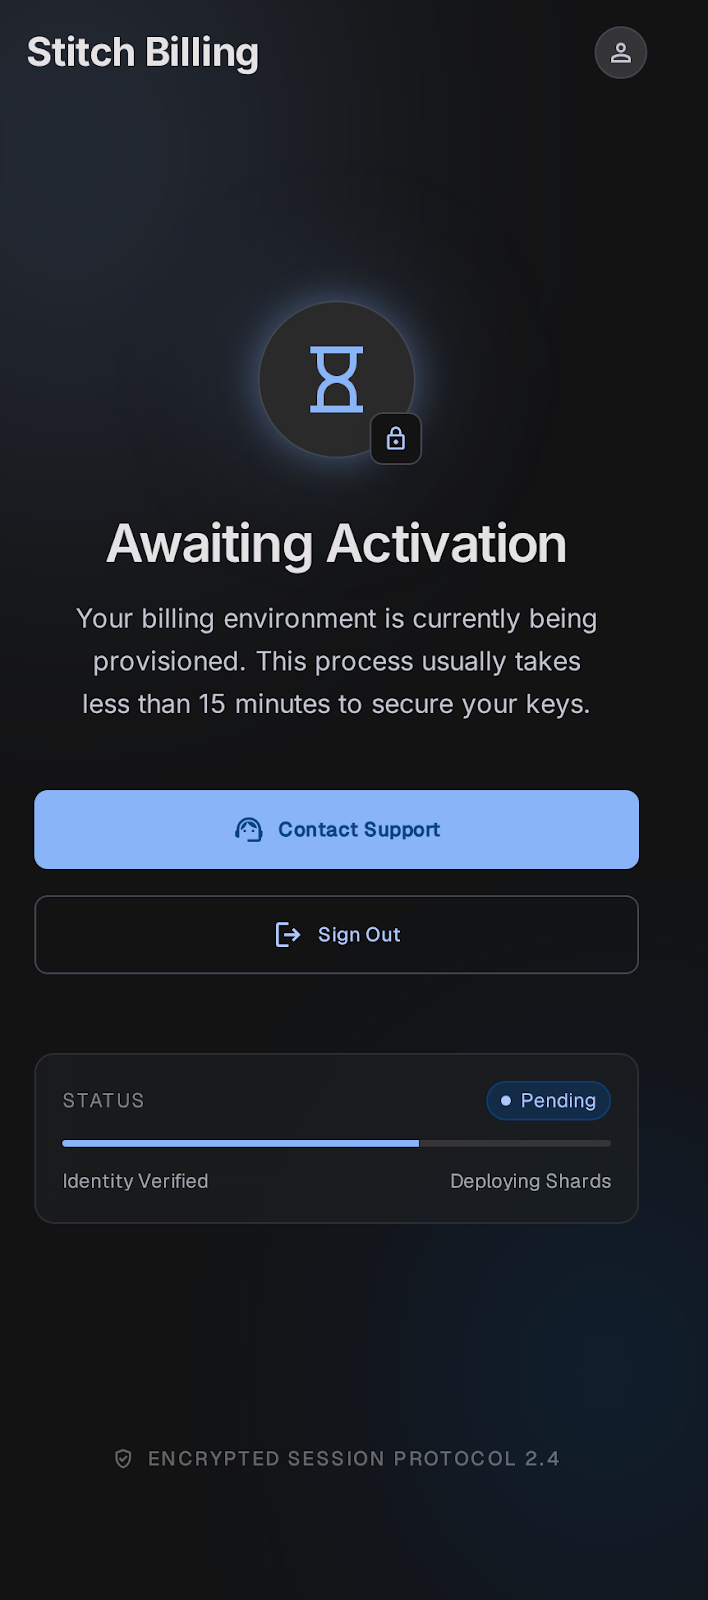 Stitch Billing
Awaiting Activation
Your billing environment is currently being
provisioned. This process usually takes
less than 15 minutes to secure your keys.
Contact Support
Sign Out
STATUS
Pending
Identity Verified
Deploying Shards
ENCRYPTED SESSION PROTOCOL 2.4